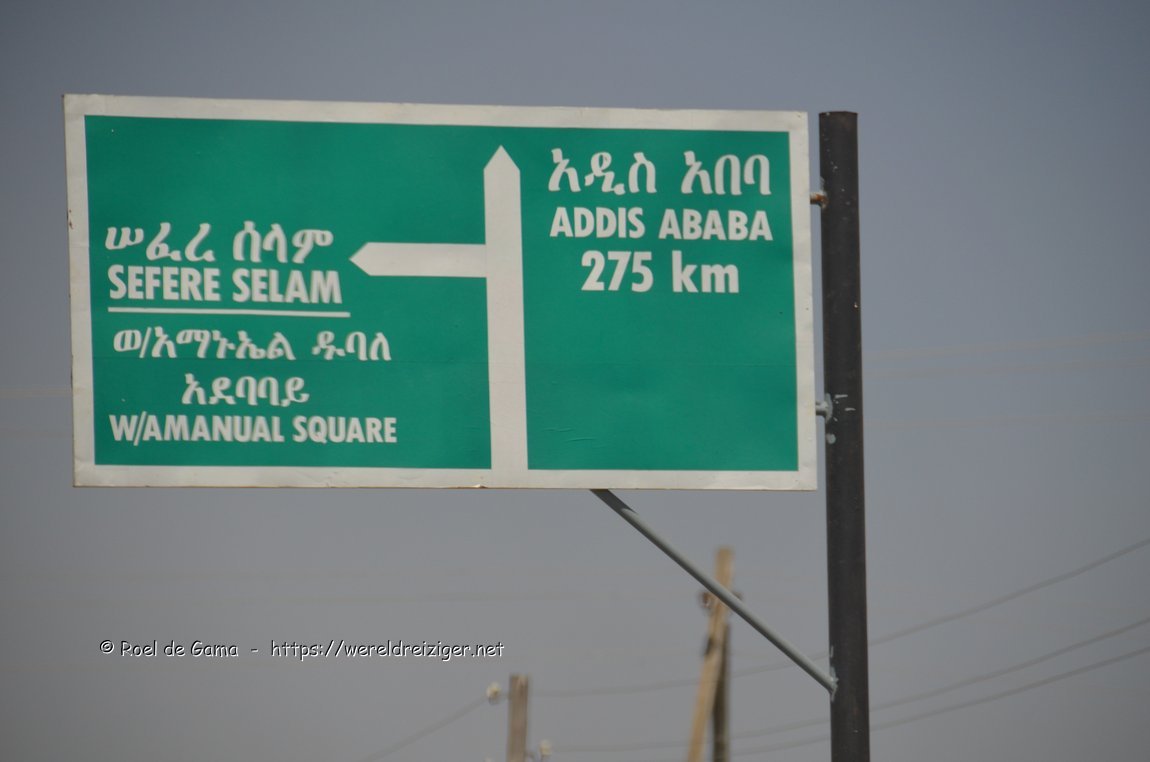 ሠፈረ ሰላም
SEFERE SELAM
ወ/አማኑኤል ዱባለ
አደባባይ
W/AMANUAL SQUARE
አዲስ አበባ
ADDIS ABABA
275 km
© Roel de Gama - https://wereldreiziger.net